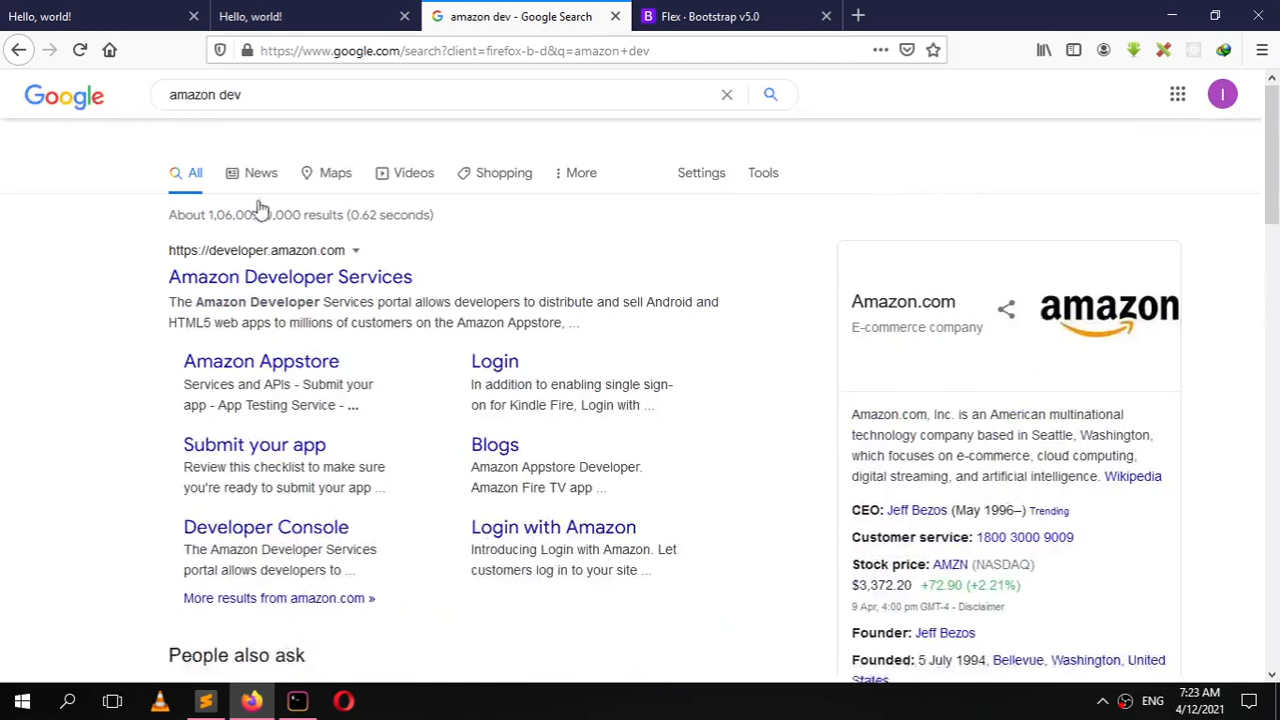 Hello, world!
Hello, world!
amazon dev - Google Search
B
Flex · Bootstrap v5.0
https://www.google.com/search?client=firefox-b-d&q=amazon+dev
Google
amazon dev
I
All
News
Maps
Videos
Shopping
More
Settings
Tools
000 results (0.62 seconds)
https://developer.amazon.com
Amazon Developer Services
The Amazon Developer Services portal allows developers to distribute and sell Android and
HTML5 web apps to millions of customers on the Amazon Appstore, ...
Amazon Appstore
Services and APIs - Submit your
app - App Testing Service - ...
Login
In addition to enabling single sign-
on for Kindle Fire, Login with ...
Submit your app
Review this checklist to make sure
you're ready to submit your app ...
Blogs
Amazon Appstore Developer.
Amazon Fire TV app ...
Developer Console
The Amazon Developer Services
portal allows developers to ...
Login with Amazon
Introducing Login with Amazon. Let
customers log in to your site ...
More results from amazon.com »
People also ask
Amazon.com
E-commerce company
amazon
Amazon.com, Inc. is an American multinational
technology company based in Seattle, Washington,
which focuses on e-commerce, cloud computing,
digital streaming, and artificial intelligence. Wikipedia
CEO: Jeff Bezos (May 1996–) Trending
Customer service: 1800 3000 9009
Stock price: AMZN (NASDAQ)
$3,372.20 +72.90 (+2.21%)
9 Apr, 4:00 pm GMT-4 - Disclaimer
Founder: Jeff Bezos
Founded: 5 July 1994, Bellevue, Washington, United
States
ENG
7:23 AM
4/12/2021